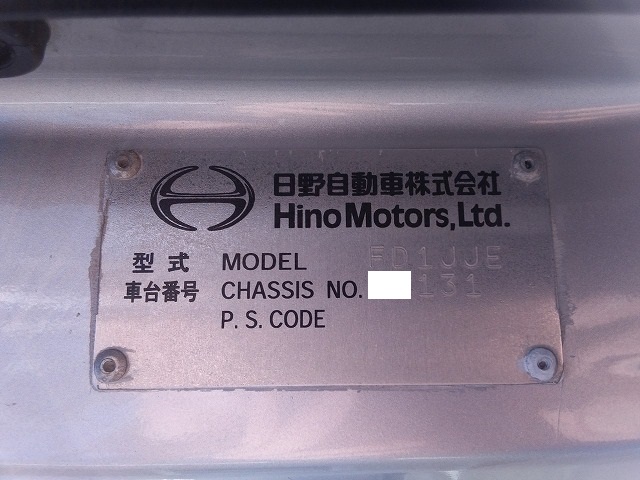 日野自動車株式会社
Hino Motors, Ltd.
型式 MODEL FD1JJE
車台番号 CHASSIS NO. 131
P.S. CODE